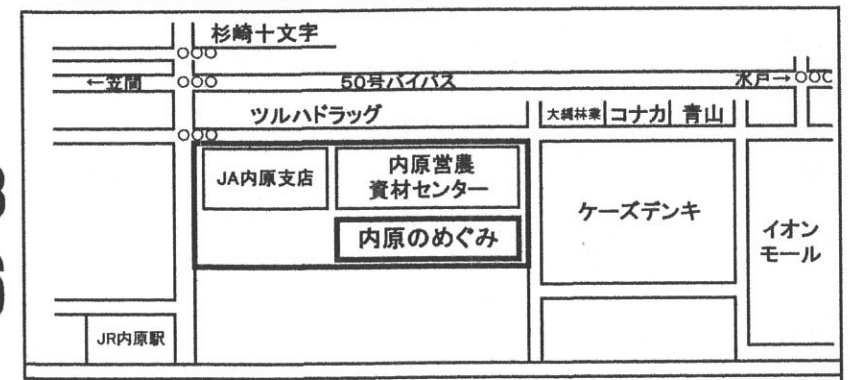 杉崎十文字
←笠間
50号バイパス
水戸→
ツルハドラッグ
大縄林業
コナカ
青山
JA内原支店
内原営農
資材センター
内原のめぐみ
ケーズデンキ
イオン
モール
JR内原駅